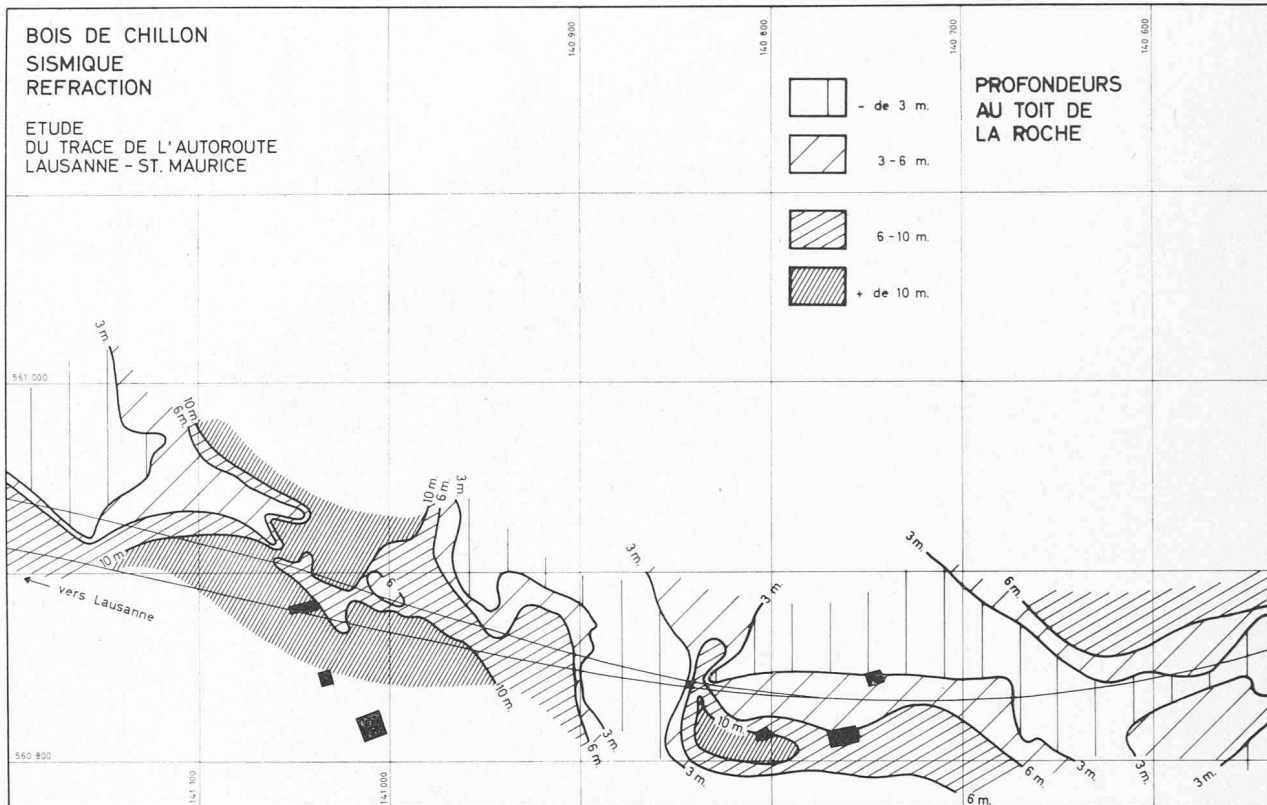 BOIS DE CHILLON
SISMIQUE
REFRACTION
ETUDE
DU TRACE DE L'AUTOROUTE
LAUSANNE - ST. MAURICE
140 900
140 800
140 700
140 600
- de 3 m.
3-6 m.
6-10 m.
+ de 10 m.
PROFONDEURS
AU TOIT DE
LA ROCHE
3 m.
551 000
10 m.
6 m.
10 m.
6 m.
3 m.
10 m.
6
vers Lausanne
10 m.
3 m.
6 m.
3 m.
3 m.
3 m.
6 m.
10 m.
3 m.
6 m.
6 m.
3 m.
3 m.
3 m.
560 800
141 100
141 000